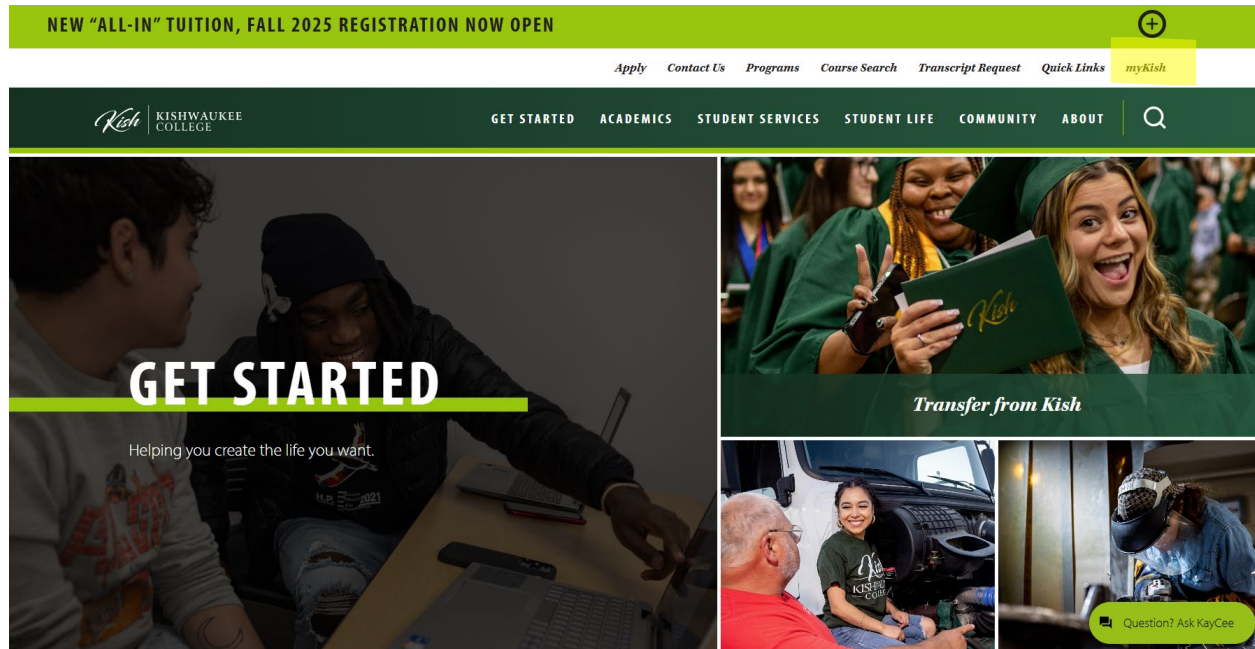 NEW “ALL-IN” TUITION, FALL 2025 REGISTRATION NOW OPEN
Apply Contact Us Programs Course Search Transcript Request Quick Links myKish
Kish KISHWAUKEE
COLLEGE
GET STARTED ACADEMICS STUDENT SERVICES STUDENT LIFE COMMUNITY ABOUT
Kish
GET STARTED
Transfer from Kish
Helping you create the life you want.
H.P. 2021
Kish
Question? Ask KayCee